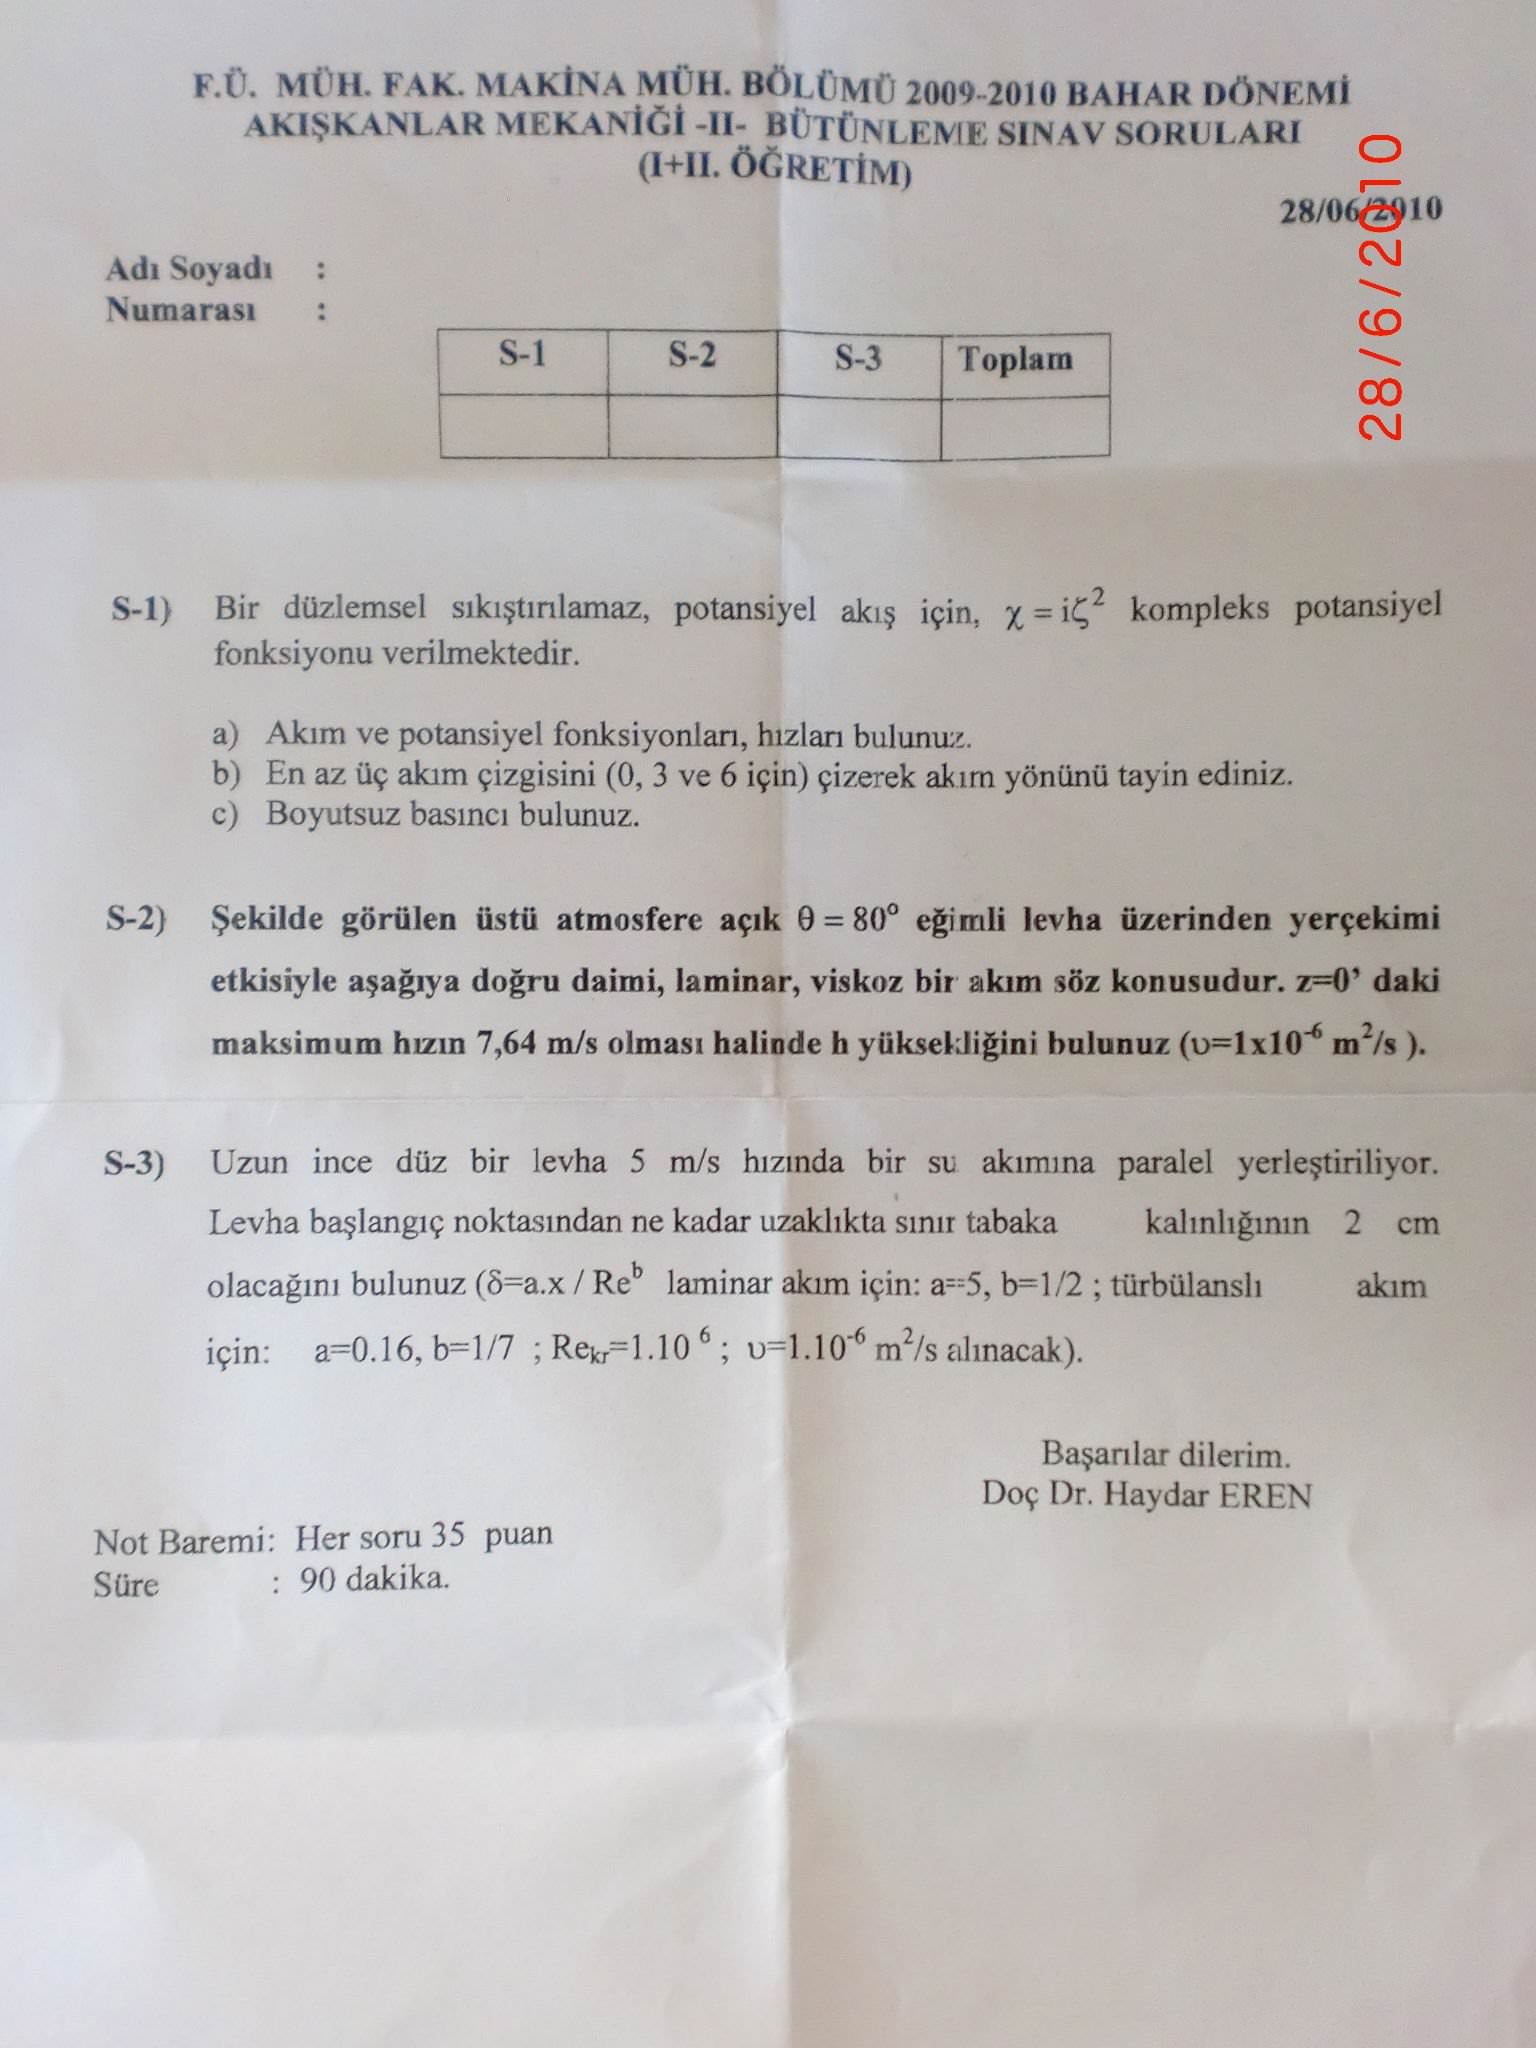 F.Ü. MÜH. FAK. MAKİNA MÜH. BÖLÜMÜ 2009-2010 BAHAR DÖNEMİ
AKIŞKANLAR MEKANİĞİ -II- BÜTÜNLEME SINAV SORULARI
(I+II. ÖĞRETİM)
28/06/2010
28/6/2010
Adı Soyadı :
Numarası :
S-1 S-2 S-3 Toplam
S-1) Bir düzlemsel sıkıştırılamaz, potansiyel akış için, χ = iζ² kompleks potansiyel
fonksiyonu verilmektedir.
a) Akım ve potansiyel fonksiyonları, hızları bulunuz.
b) En az üç akım çizgisini (0, 3 ve 6 için) çizerek akım yönünü tayin ediniz.
c) Boyutsuz basıncı bulunuz.
S-2) Şekilde görülen üstü atmosfere açık θ = 80° eğimli levha üzerinden yerçekimi
etkisiyle aşağıya doğru daimi, laminar, viskoz bir akım söz konusudur. z=0' daki
maksimum hızın 7,64 m/s olması halinde h yüksekliğini bulunuz (υ=1x10⁻⁶ m²/s ).
S-3) Uzun ince düz bir levha 5 m/s hızında bir su akımına paralel yerleştiriliyor.
Levha başlangıç noktasından ne kadar uzaklıkta sınır tabaka kalınlığının 2 cm
olacağını bulunuz (δ=a.x / Reᵇ laminar akım için: a=5, b=1/2 ; türbülanslı akım
için: a=0.16, b=1/7 ; Rekr=1.10⁶ ; υ=1.10⁻⁶ m²/s alınacak).
Başarılar dilerim.
Doç Dr. Haydar EREN
Not Baremi: Her soru 35 puan
Süre : 90 dakika.